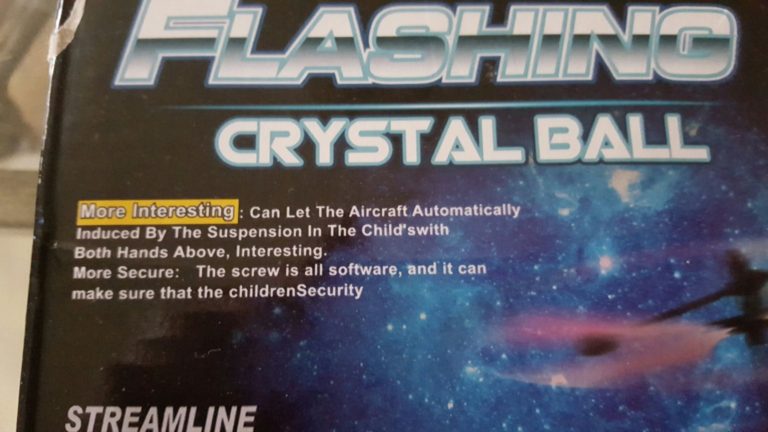 FLASHING
CRYSTAL BALL
More Interesting : Can Let The Aircraft Automatically
Induced By The Suspension In The Child'swith
Both Hands Above, Interesting.
More Secure: The screw is all software, and it can
make sure that the childrenSecurity
STREAMLINE